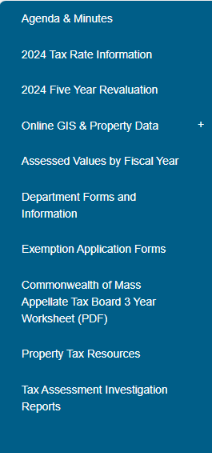 Agenda & Minutes
2024 Tax Rate Information
2024 Five Year Revaluation
Online GIS & Property Data +
Assessed Values by Fiscal Year
Department Forms and
Information
Exemption Application Forms
Commonwealth of Mass
Appellate Tax Board 3 Year
Worksheet (PDF)
Property Tax Resources
Tax Assessment Investigation
Reports